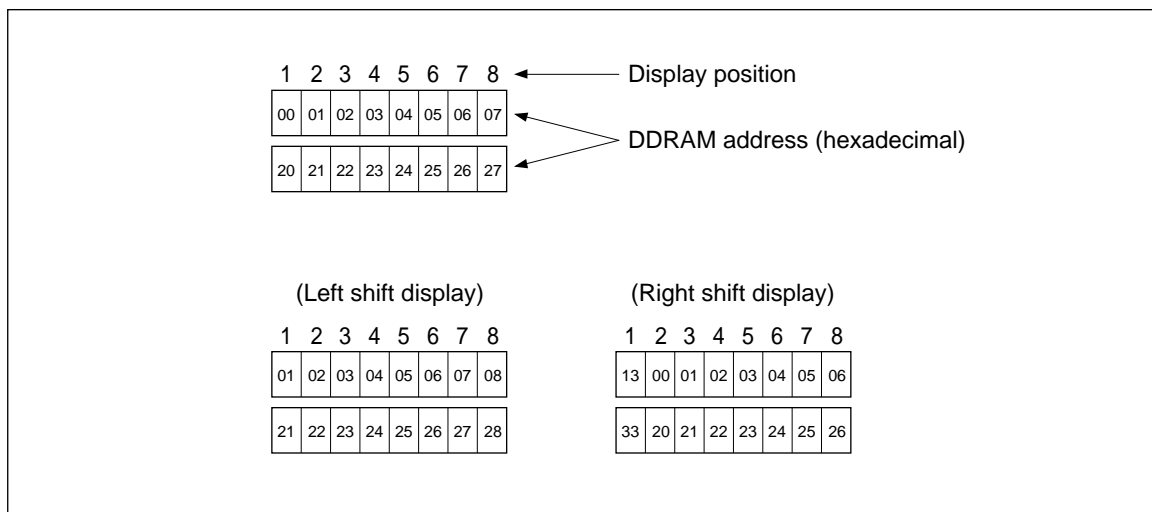 1 2 3 4 5 6 7 8 Display position
00 01 02 03 04 05 06 07
DDRAM address (hexadecimal)
20 21 22 23 24 25 26 27
(Left shift display) (Right shift display)
1 2 3 4 5 6 7 8 1 2 3 4 5 6 7 8
01 02 03 04 05 06 07 08 13 00 01 02 03 04 05 06
21 22 23 24 25 26 27 28 33 20 21 22 23 24 25 26